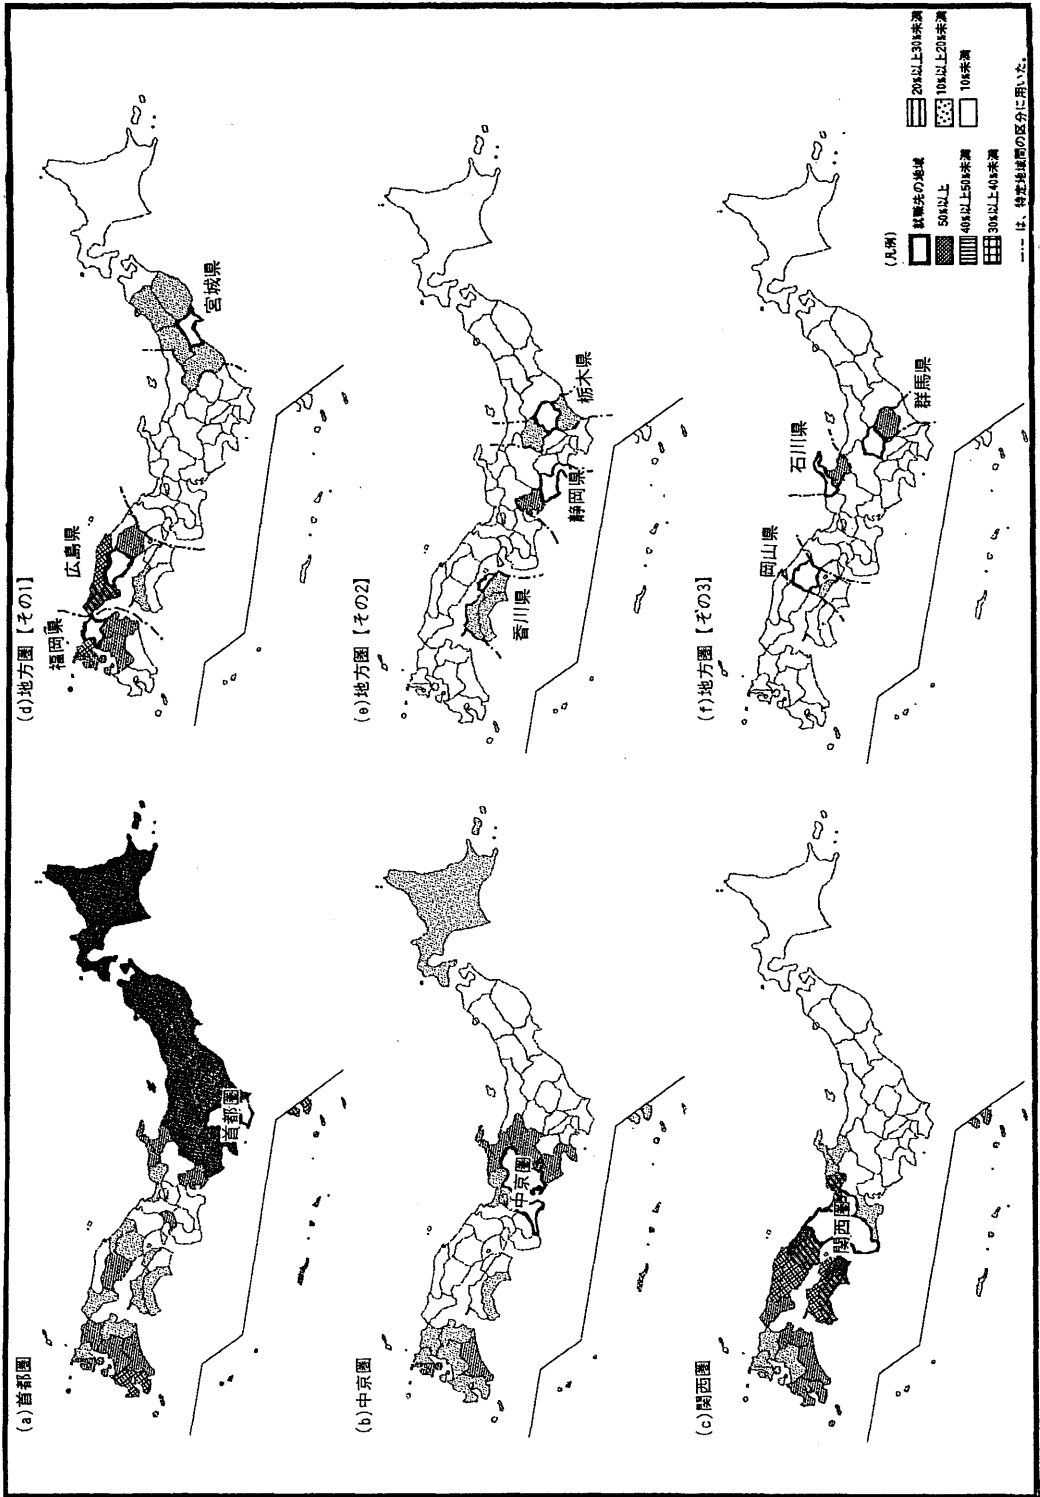 (a)首都圏
首都圏
(b)中京圏
中京圏
(c)関西圏
関西圏
(d)地方圏【その1】
福岡県
広島県
宮城県
(e)地方圏【その2】
香川県
静岡県
栃木県
(f)地方圏【その3】
岡山県
石川県
群馬県
(凡例)
就職先の地域
50%以上
40%以上50%未満
30%以上40%未満
20%以上30%未満
10%以上20%未満
10%未満
―・― は、特定地域間の区分に用いた。